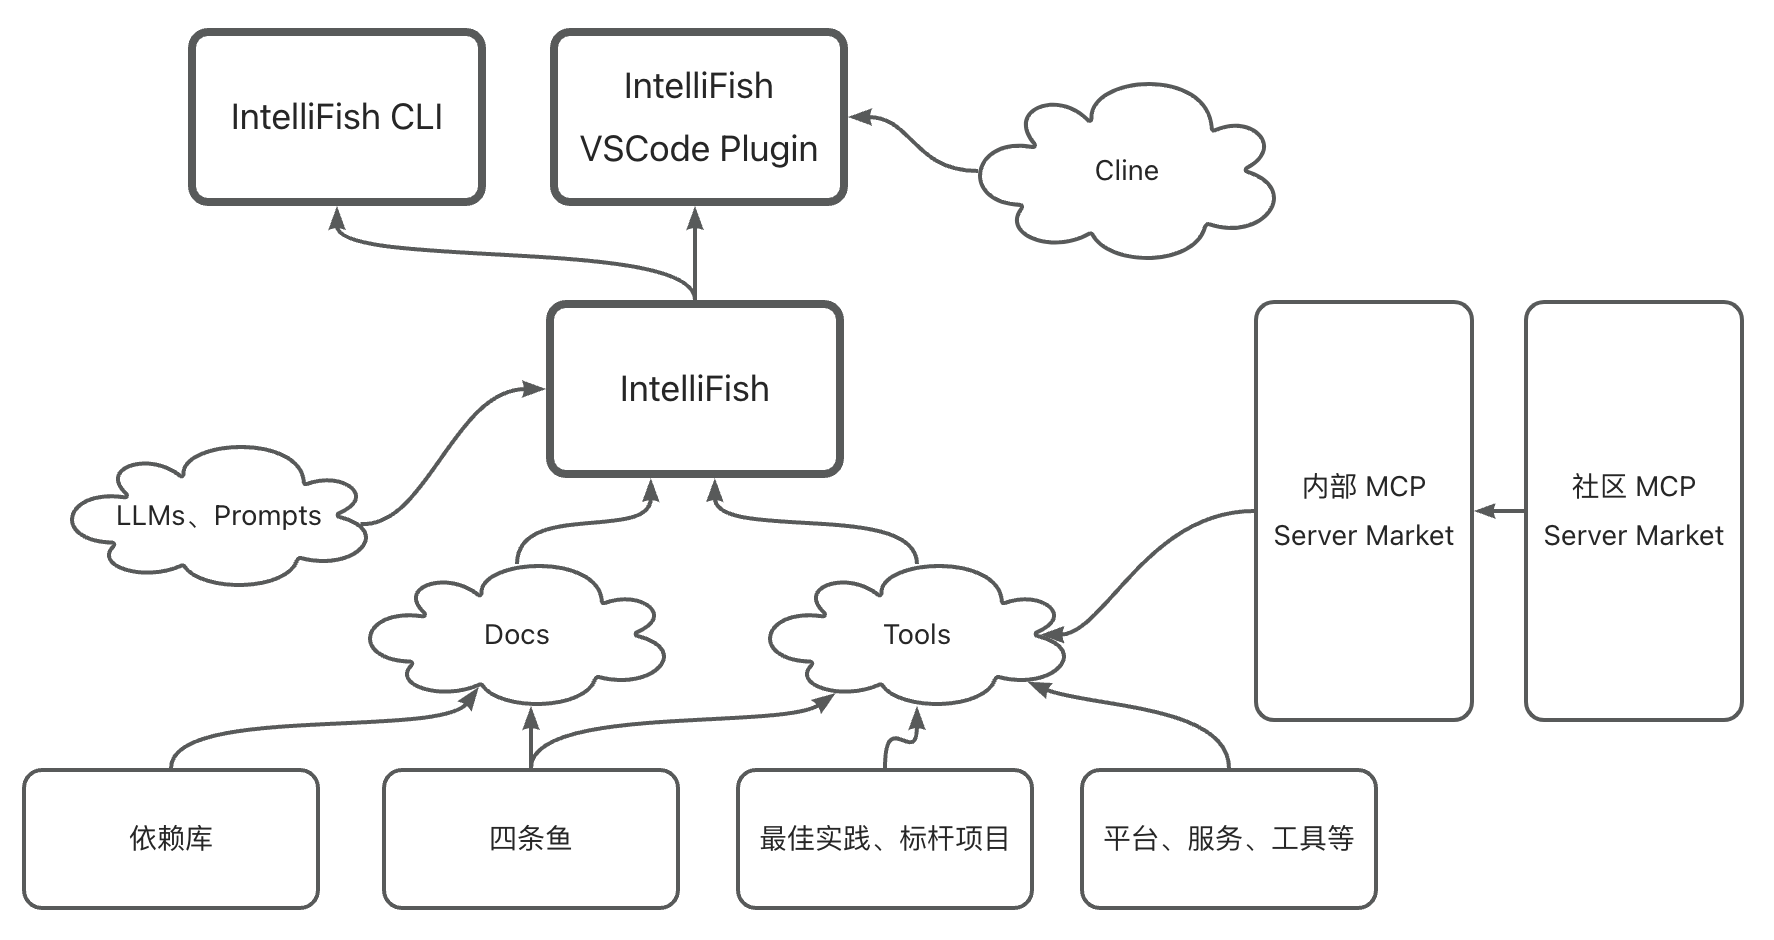 IntelliFish CLI
IntelliFish
VSCode Plugin
Cline
IntelliFish
LLMs、Prompts
内部 MCP
Server Market
社区 MCP
Server Market
Docs
Tools
依赖库
四条鱼
最佳实践、标杆项目
平台、服务、工具等